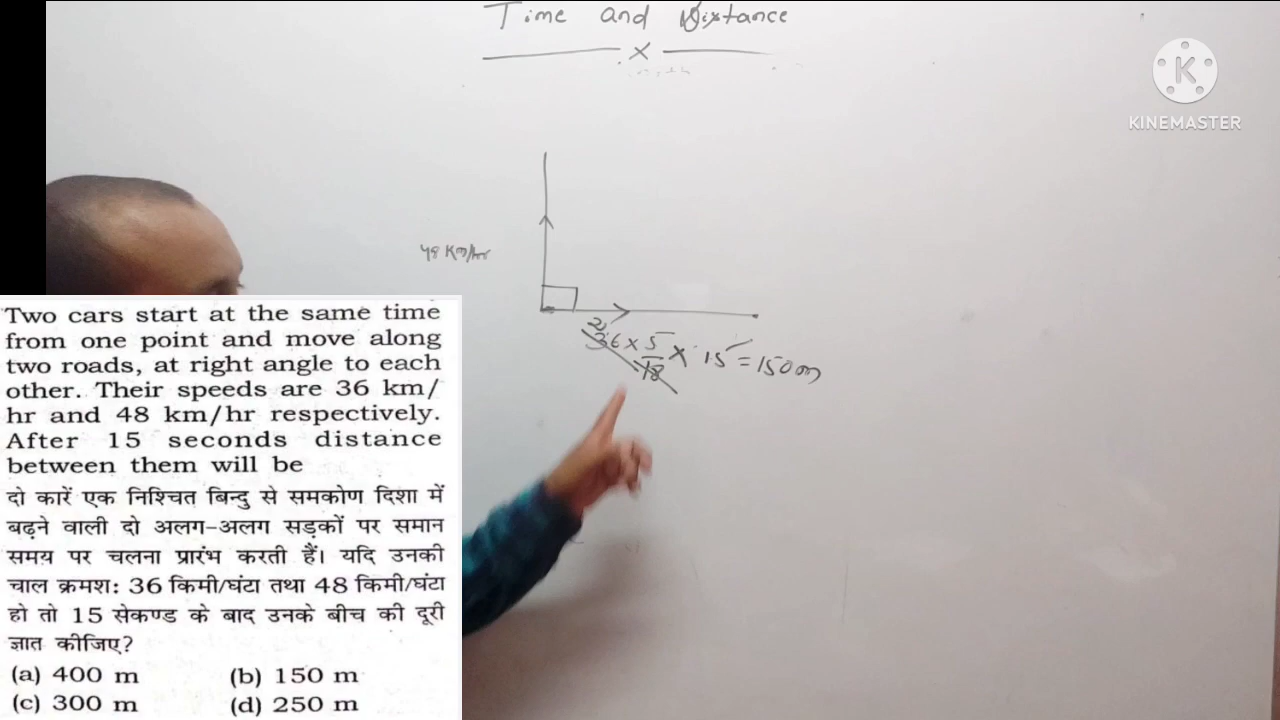 Time and Distance
x
KINEMASTER
48 Km/hr
2
36 x 5/18 x 15 = 150m
Two cars start at the same time
from one point and move along
two roads, at right angle to each
other. Their speeds are 36 km/
hr and 48 km/hr respectively.
After 15 seconds distance
between them will be
दो कारें एक निश्चित बिन्दु से समकोण दिशा में
बढ़ने वाली दो अलग-अलग सड़कों पर समान
समय पर चलना प्रारंभ करती हैं। यदि उनकी
चाल क्रमश: 36 किमी/घंटा तथा 48 किमी/घंटा
हो तो 15 सेकण्ड के बाद उनके बीच की दूरी
ज्ञात कीजिए?
(a) 400 m (b) 150 m
(c) 300 m (d) 250 m